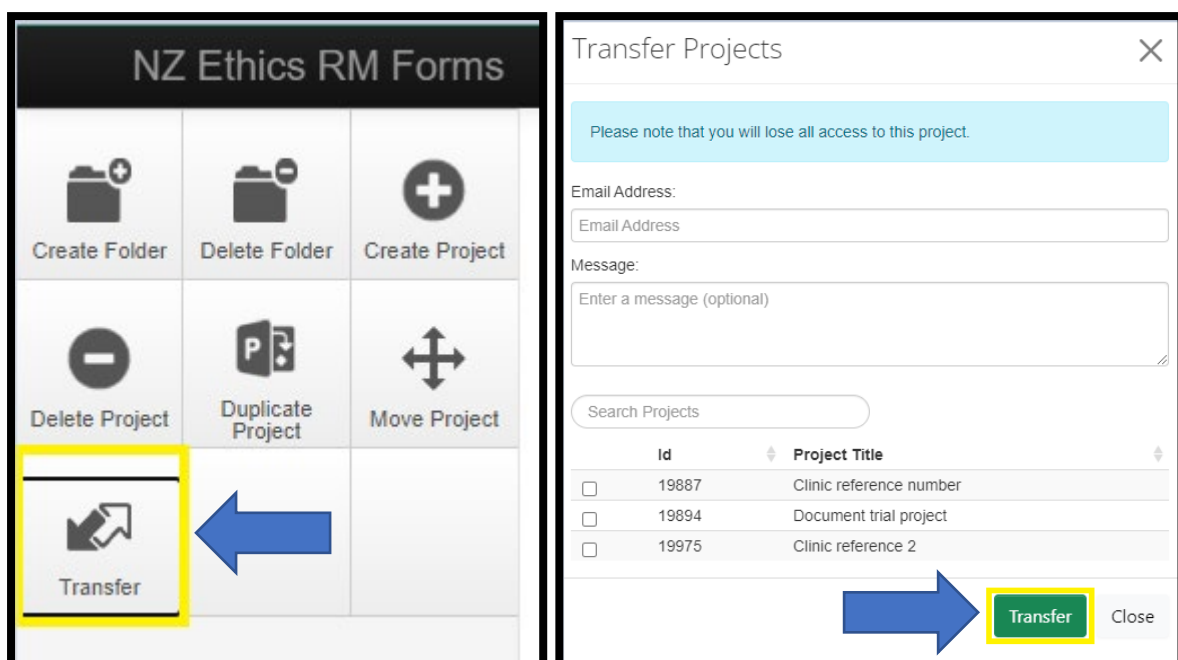 NZ Ethics RM Forms
Create Folder
Delete Folder
Create Project
Delete Project
P
Duplicate
Project
Move Project
Transfer
Transfer Projects
Please note that you will lose all access to this project.
Email Address:
Email Address
Message:
Enter a message (optional)
Search Projects
Id Project Title
19887 Clinic reference number
19894 Document trial project
19975 Clinic reference 2
Transfer Close